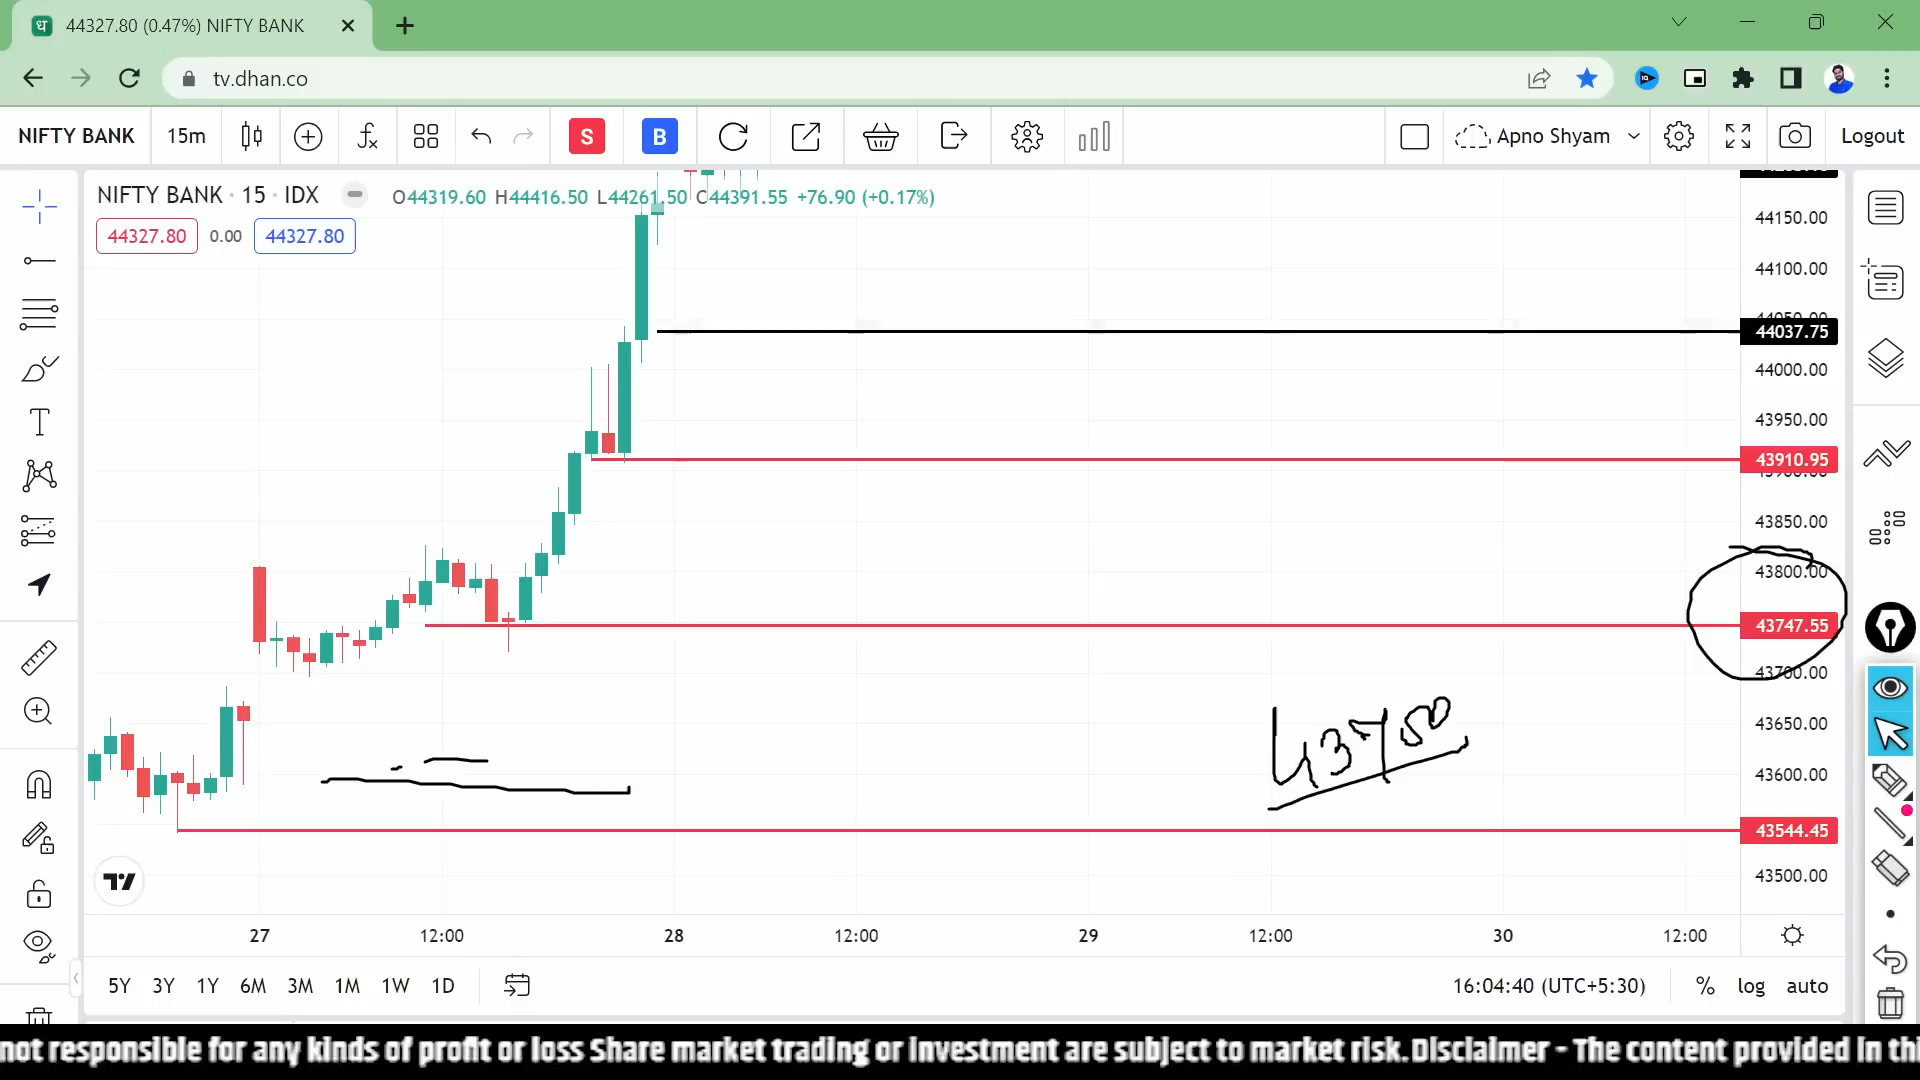 44327.80 (0.47%) NIFTY BANK
tv.dhan.co
NIFTY BANK 15m S B Apno Shyam Logout
NIFTY BANK · 15 · IDX O44319.60 H44416.50 L44261.50 C44391.55 +76.90 (+0.17%)
44327.80 0.00 44327.80
44150.00
44100.00
44050.00
44037.75
44000.00
43950.00
43910.95
43900.00
43850.00
43800.00
43747.55
43700.00
43750
43650.00
43600.00
43544.45
43500.00
27 12:00 28 12:00 29 12:00 30 12:00
5Y 3Y 1Y 6M 3M 1M 1W 1D 16:04:40 (UTC+5:30) % log auto
not responsible for any kinds of profit or loss Share market trading or investment are subject to market risk.Disclaimer - The content provided in thi